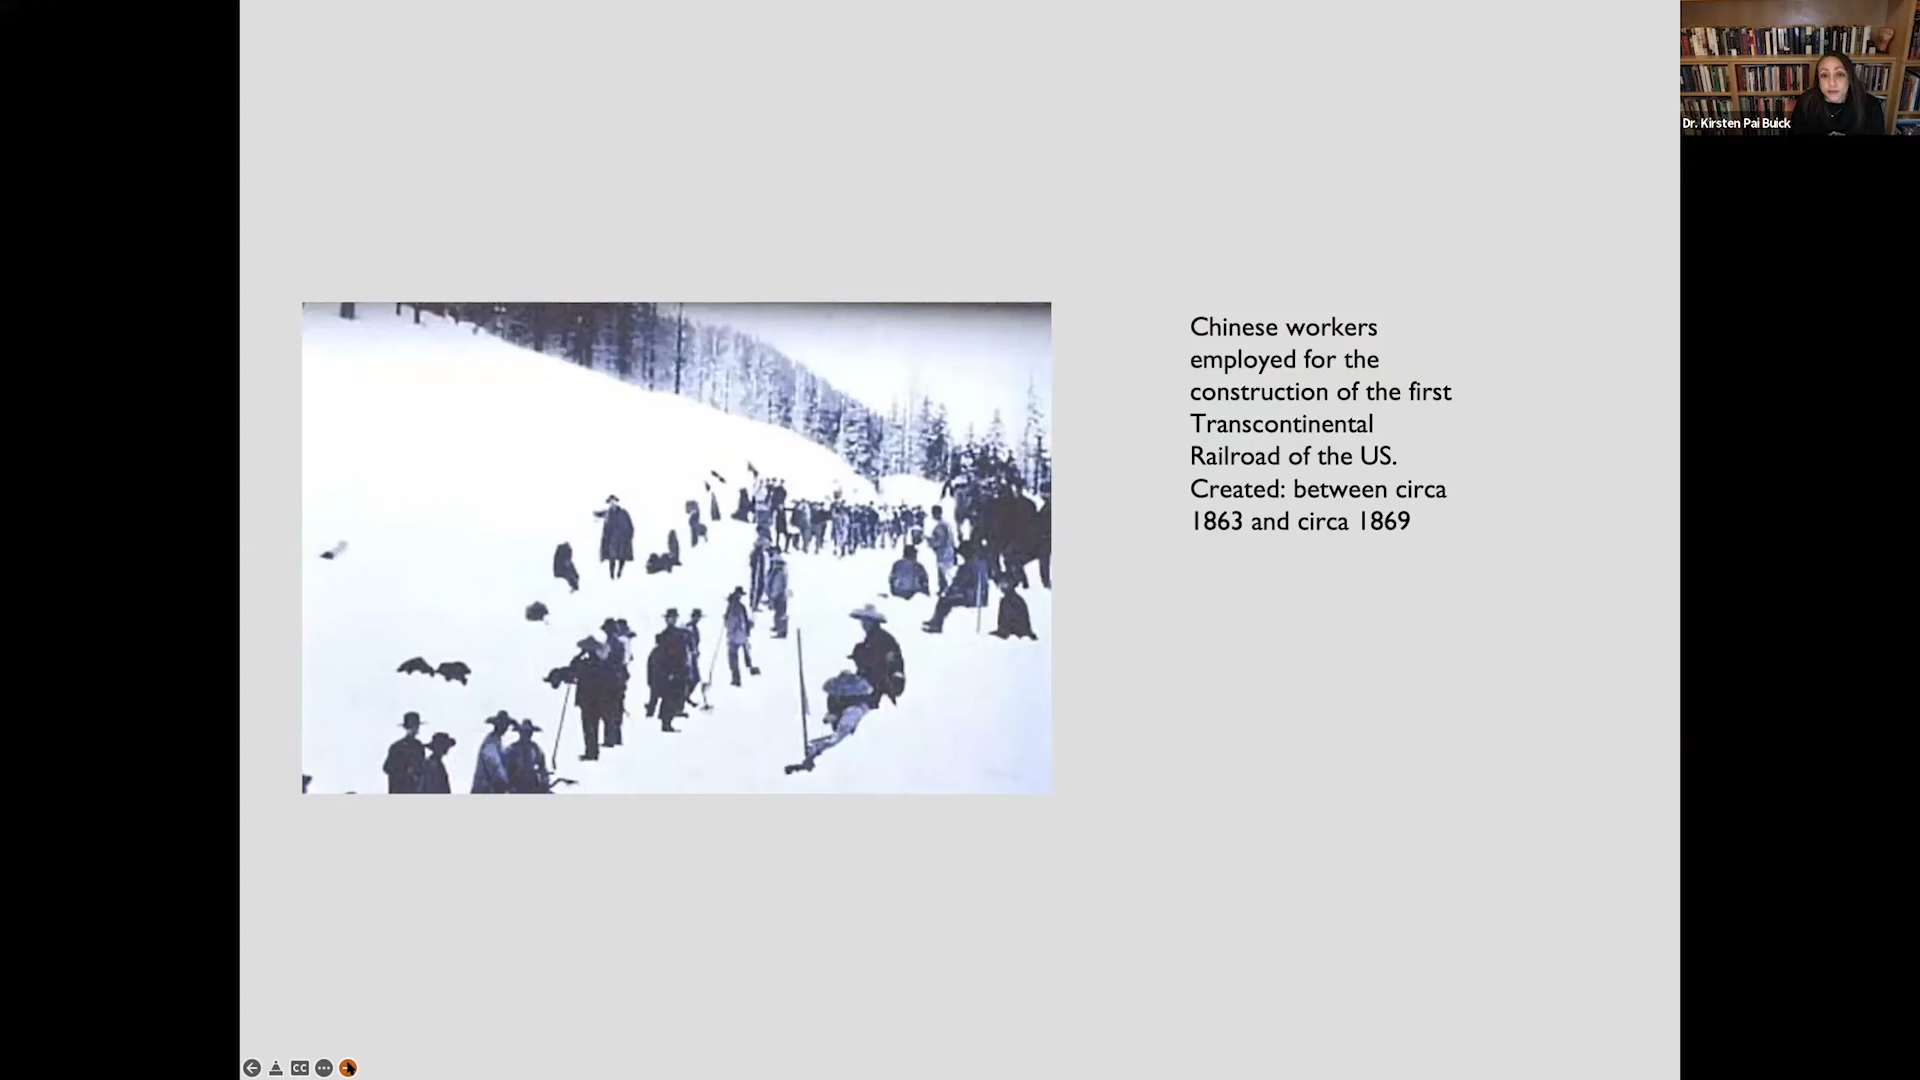 Dr. Kirsten Pai Buick
Chinese workers
employed for the
construction of the first
Transcontinental
Railroad of the US.
Created: between circa
1863 and circa 1869
CC